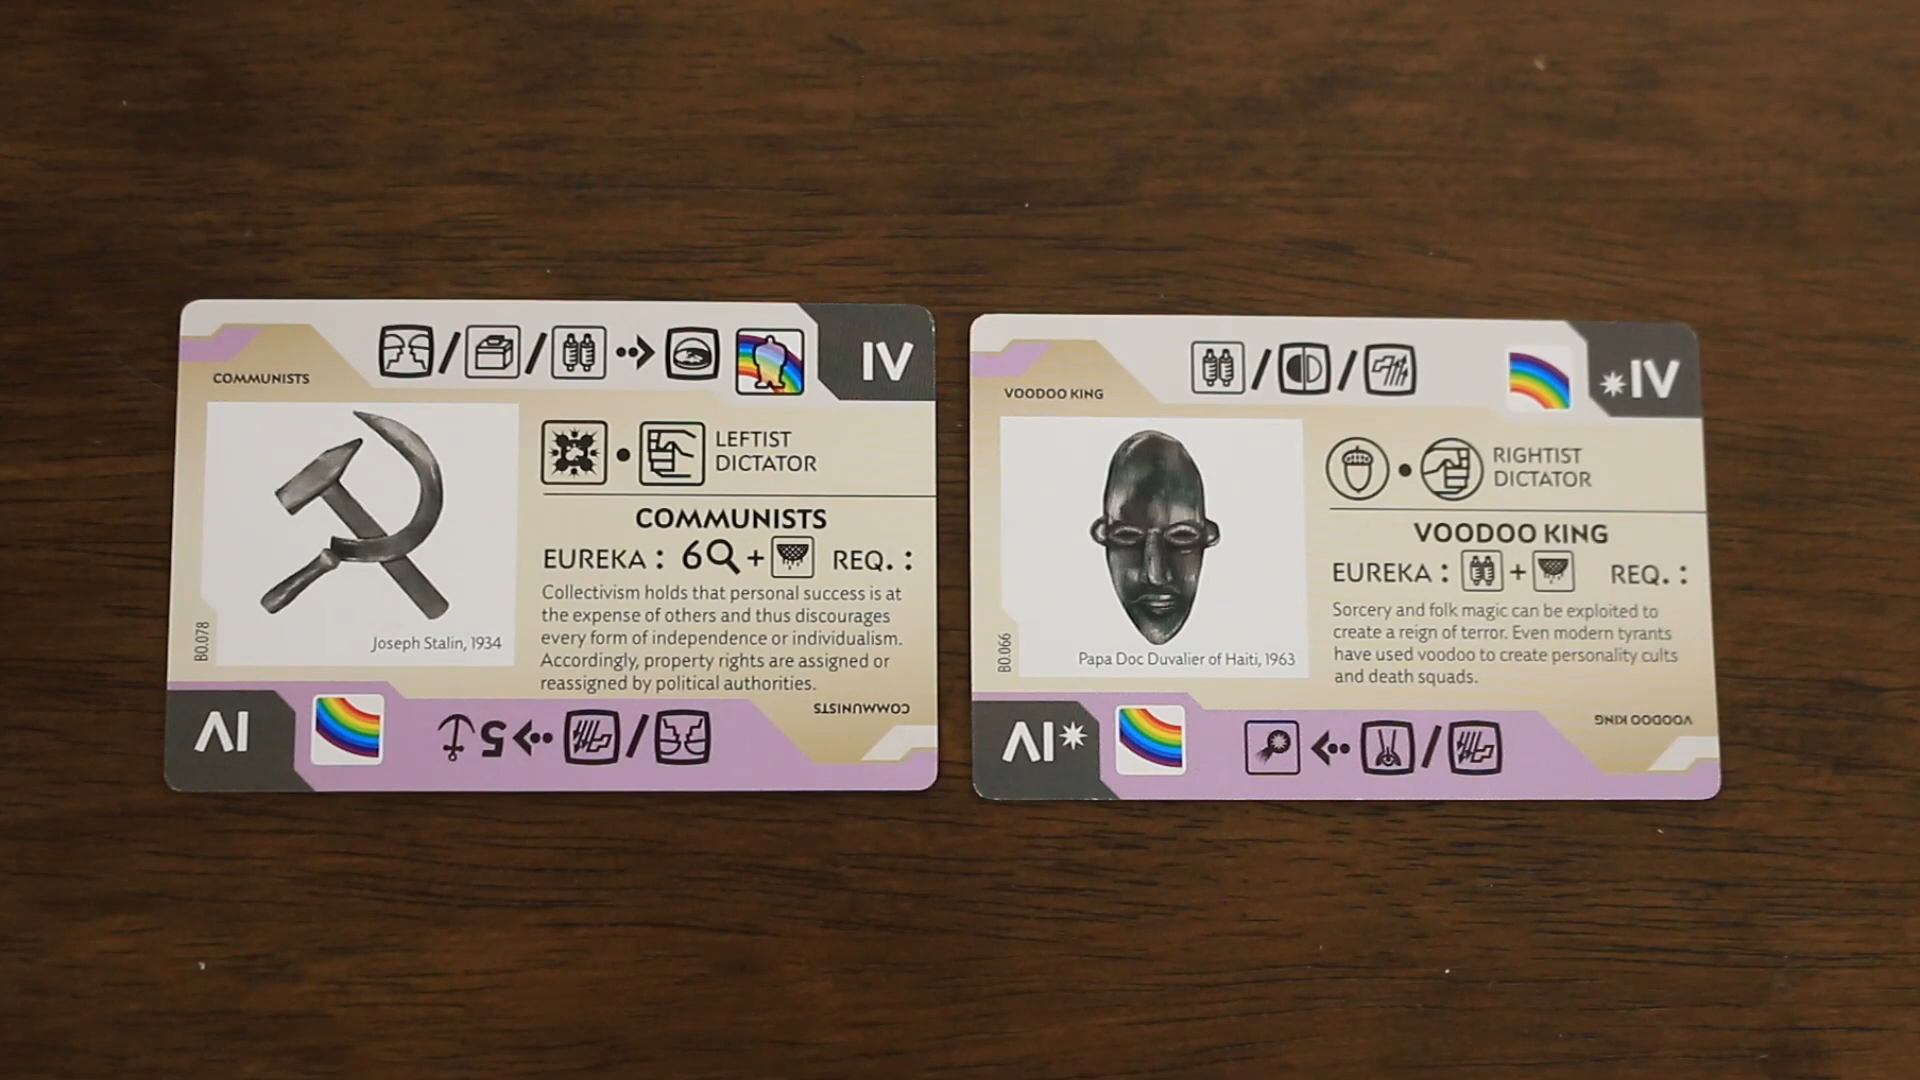 COMMUNISTS
IV
LEFTIST
DICTATOR
COMMUNISTS
EUREKA : 6 + REQ. :
Collectivism holds that personal success is at
the expense of others and thus discourages
every form of independence or individualism.
Accordingly, property rights are assigned or
reassigned by political authorities.
Joseph Stalin, 1934
B0.078
COMMUNISTS
IV
5
VOODOO KING
*IV
RIGHTIST
DICTATOR
VOODOO KING
EUREKA : + REQ. :
Sorcery and folk magic can be exploited to
create a reign of terror. Even modern tyrants
have used voodoo to create personality cults
and death squads.
Papa Doc Duvalier of Haiti, 1963
B0.066
VOODOO KING
*IV